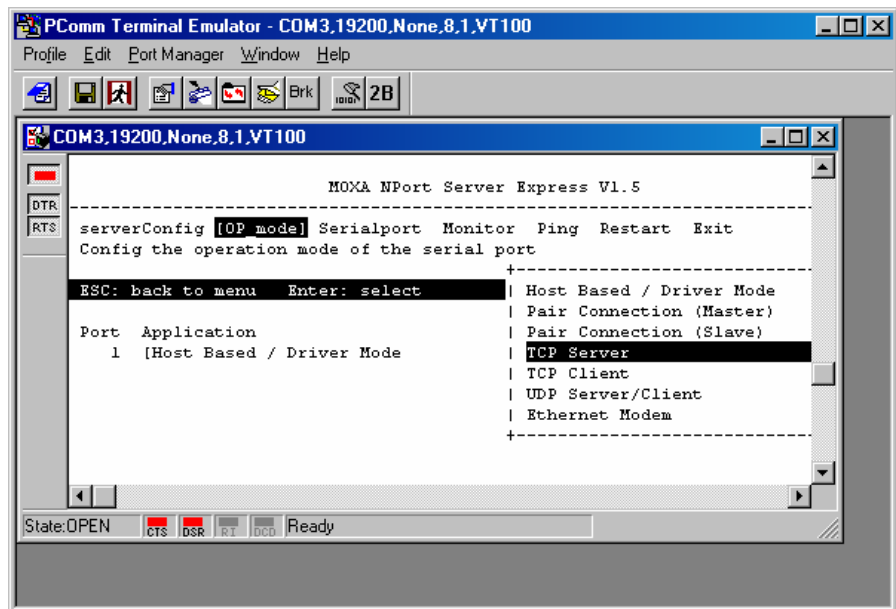 PComm Terminal Emulator - COM3,19200,None,8,1,VT100
Profile Edit Port Manager Window Help
Brk 2B
COM3,19200,None,8,1,VT100
MOXA NPort Server Express V1.5
DTR
RTS
serverConfig [OP_mode] Serialport Monitor Ping Restart Exit
Config the operation mode of the serial port
ESC: back to menu Enter: select
Host Based / Driver Mode
Pair Connection (Master)
Port Application
Pair Connection (Slave)
1 [Host Based / Driver Mode
TCP Server
TCP Client
UDP Server/Client
Ethernet Modem
State:OPEN CTS DSR RI DCD Ready